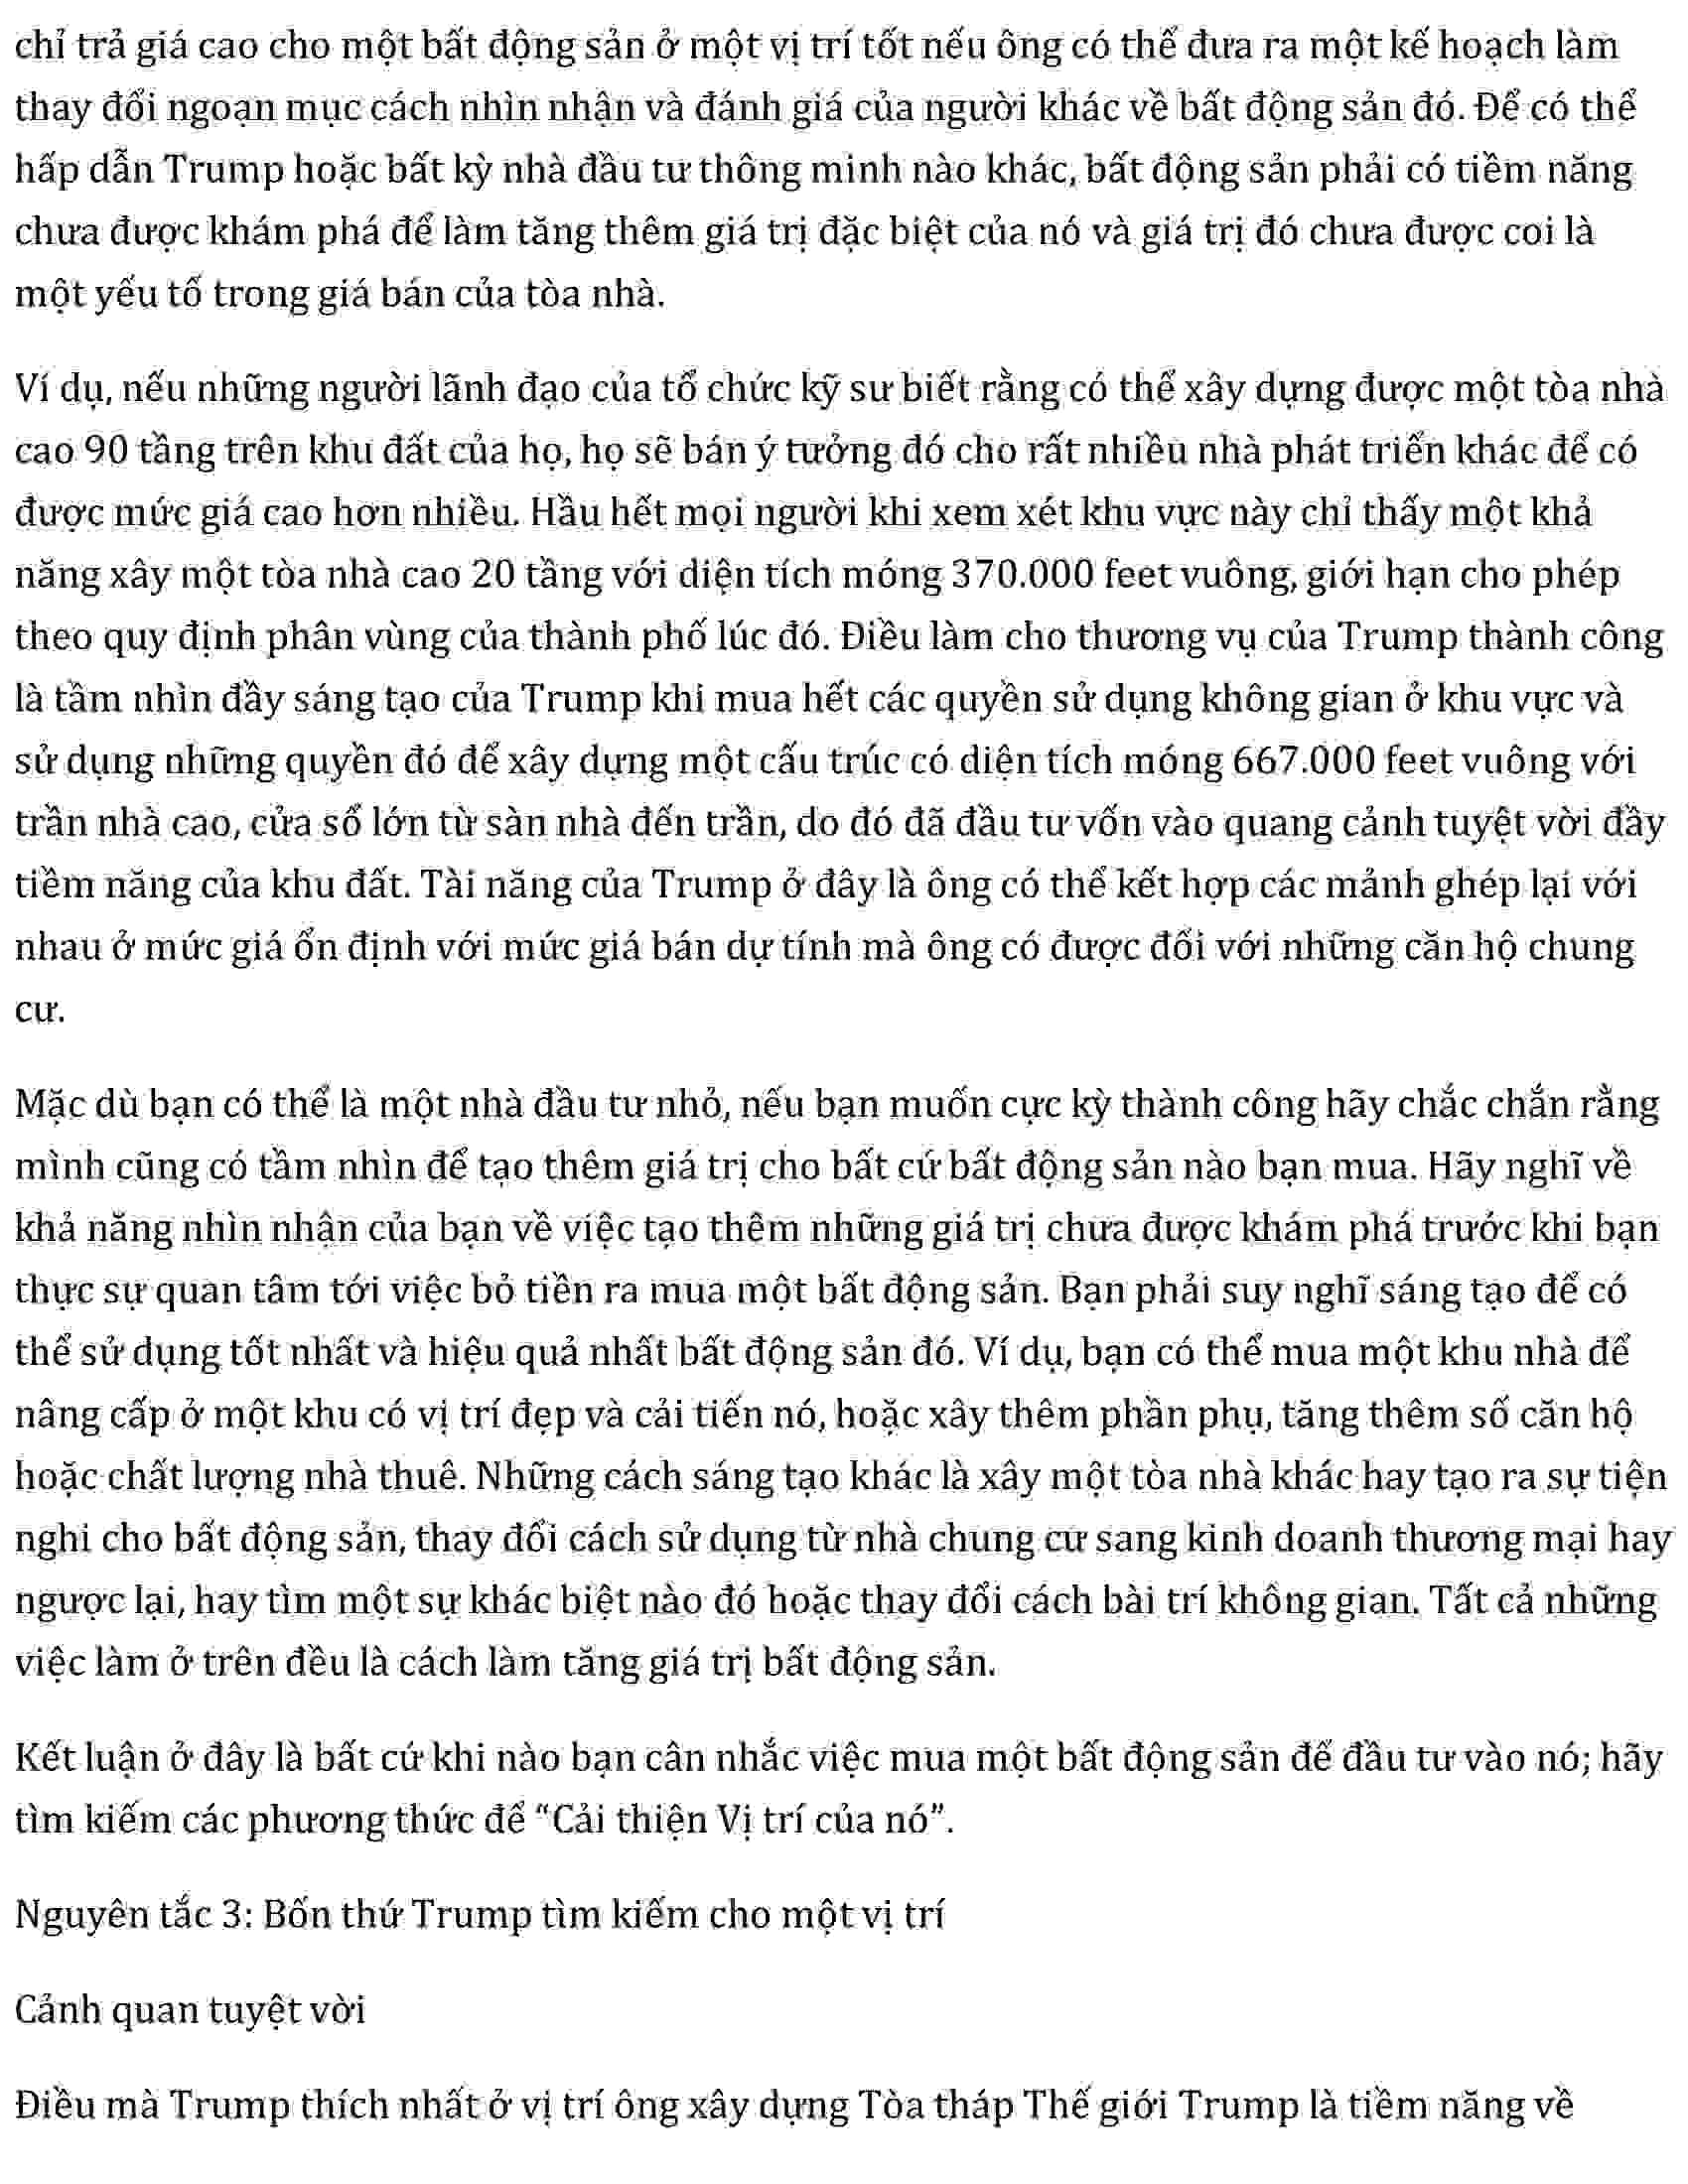 chỉ trả giá cao cho một bất động sản ở một vị trí tốt nếu ông có thể đưa ra một kế hoạch làm
thay đổi ngoạn mục cách nhìn nhận và đánh giá của người khác về bất động sản đó. Để có thể
hấp dẫn Trump hoặc bất kỳ nhà đầu tư thông minh nào khác, bất động sản phải có tiềm năng
chưa được khám phá để làm tăng thêm giá trị đặc biệt của nó và giá trị đó chưa được coi là
một yếu tố trong giá bán của tòa nhà.
Ví dụ, nếu những người lãnh đạo của tổ chức kỹ sư biết rằng có thể xây dựng được một tòa nhà
cao 90 tầng trên khu đất của họ, họ sẽ bán ý tưởng đó cho rất nhiều nhà phát triển khác để có
được mức giá cao hơn nhiều. Hầu hết mọi người khi xem xét khu vực này chỉ thấy một khả
năng xây một tòa nhà cao 20 tầng với diện tích móng 370.000 feet vuông, giới hạn cho phép
theo quy định phân vùng của thành phố lúc đó. Điều làm cho thương vụ của Trump thành công
là tầm nhìn đầy sáng tạo của Trump khi mua hết các quyền sử dụng không gian ở khu vực và
sử dụng những quyền đó để xây dựng một cấu trúc có diện tích móng 667.000 feet vuông với
trần nhà cao, cửa sổ lớn từ sàn nhà đến trần, do đó đã đầu tư vốn vào quang cảnh tuyệt vời đầy
tiềm năng của khu đất. Tài năng của Trump ở đây là ông có thể kết hợp các mảnh ghép lại với
nhau ở mức giá ổn định với mức giá bán dự tính mà ông có được đối với những căn hộ chung
cư.
Mặc dù bạn có thể là một nhà đầu tư nhỏ, nếu bạn muốn cực kỳ thành công hãy chắc chắn rằng
mình cũng có tầm nhìn để tạo thêm giá trị cho bất cứ bất động sản nào bạn mua. Hãy nghĩ về
khả năng nhìn nhận của bạn về việc tạo thêm những giá trị chưa được khám phá trước khi bạn
thực sự quan tâm tới việc bỏ tiền ra mua một bất động sản. Bạn phải suy nghĩ sáng tạo để có
thể sử dụng tốt nhất và hiệu quả nhất bất động sản đó. Ví dụ, bạn có thể mua một khu nhà để
nâng cấp ở một khu có vị trí đẹp và cải tiến nó, hoặc xây thêm phần phụ, tăng thêm số căn hộ
hoặc chất lượng nhà thuê. Những cách sáng tạo khác là xây một tòa nhà khác hay tạo ra sự tiện
nghi cho bất động sản, thay đổi cách sử dụng từ nhà chung cư sang kinh doanh thương mại hay
ngược lại, hay tìm một sự khác biệt nào đó hoặc thay đổi cách bài trí không gian. Tất cả những
việc làm ở trên đều là cách làm tăng giá trị bất động sản.
Kết luận ở đây là bất cứ khi nào bạn cân nhắc việc mua một bất động sản để đầu tư vào nó; hãy
tìm kiếm các phương thức để “Cải thiện Vị trí của nó”.
Nguyên tắc 3: Bốn thứ Trump tìm kiếm cho một vị trí
Cảnh quan tuyệt vời
Điều mà Trump thích nhất ở vị trí ông xây dựng Tòa tháp Thế giới Trump là tiềm năng về